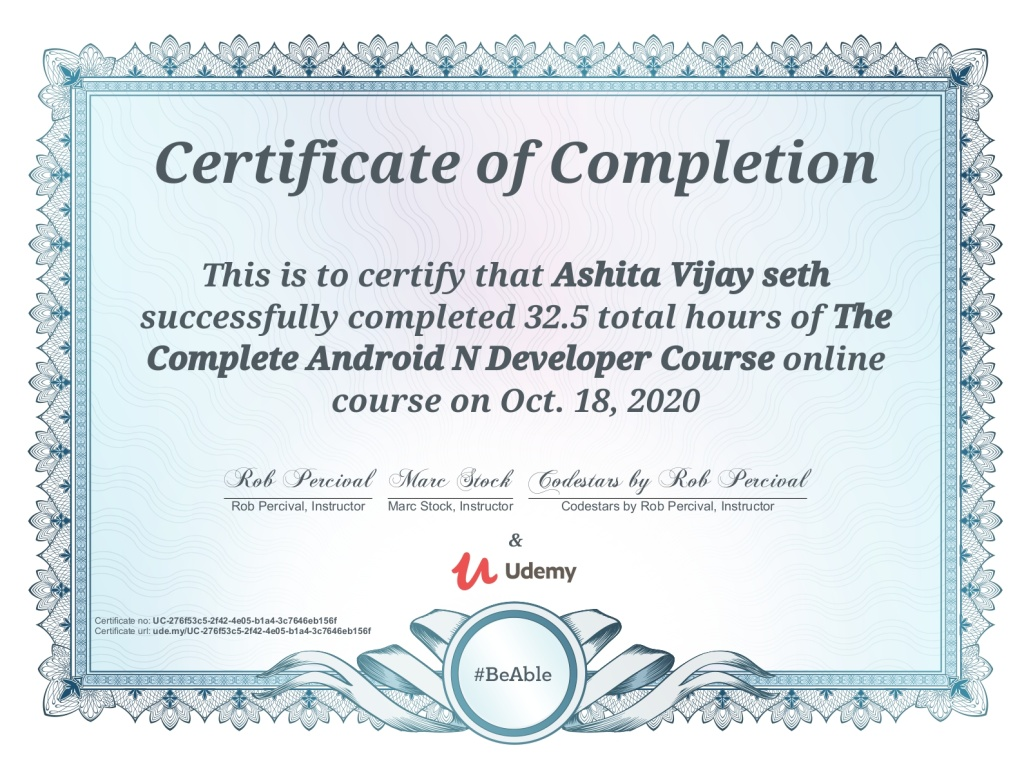 Certificate of Completion
This is to certify that Ashita Vijay seth
successfully completed 32.5 total hours of The
Complete Android N Developer Course online
course on Oct. 18, 2020
Rob Percival Marc Stock Codestars by Rob Percival
Rob Percival, Instructor Marc Stock, Instructor Codestars by Rob Percival, Instructor
&
Udemy
Certificate no: UC-276f53c5-2f42-4e05-b1a4-3c7646eb156f
Certificate url: ude.my/UC-276f53c5-2f42-4e05-b1a4-3c7646eb156f
#BeAble